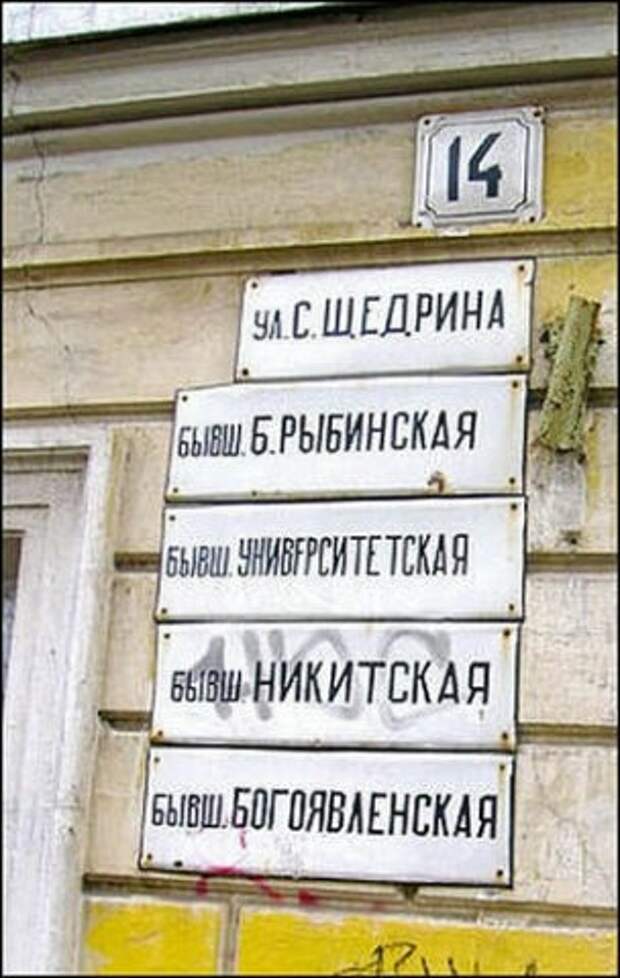 14
УЛ. С. ЩЕДРИНА
БЫВШ. Б. РЫБИНСКАЯ
БЫВШ. УНИВЕРСИТЕТСКАЯ
БЫВШ. НИКИТСКАЯ
БЫВШ. БОГОЯВЛЕНСКАЯ